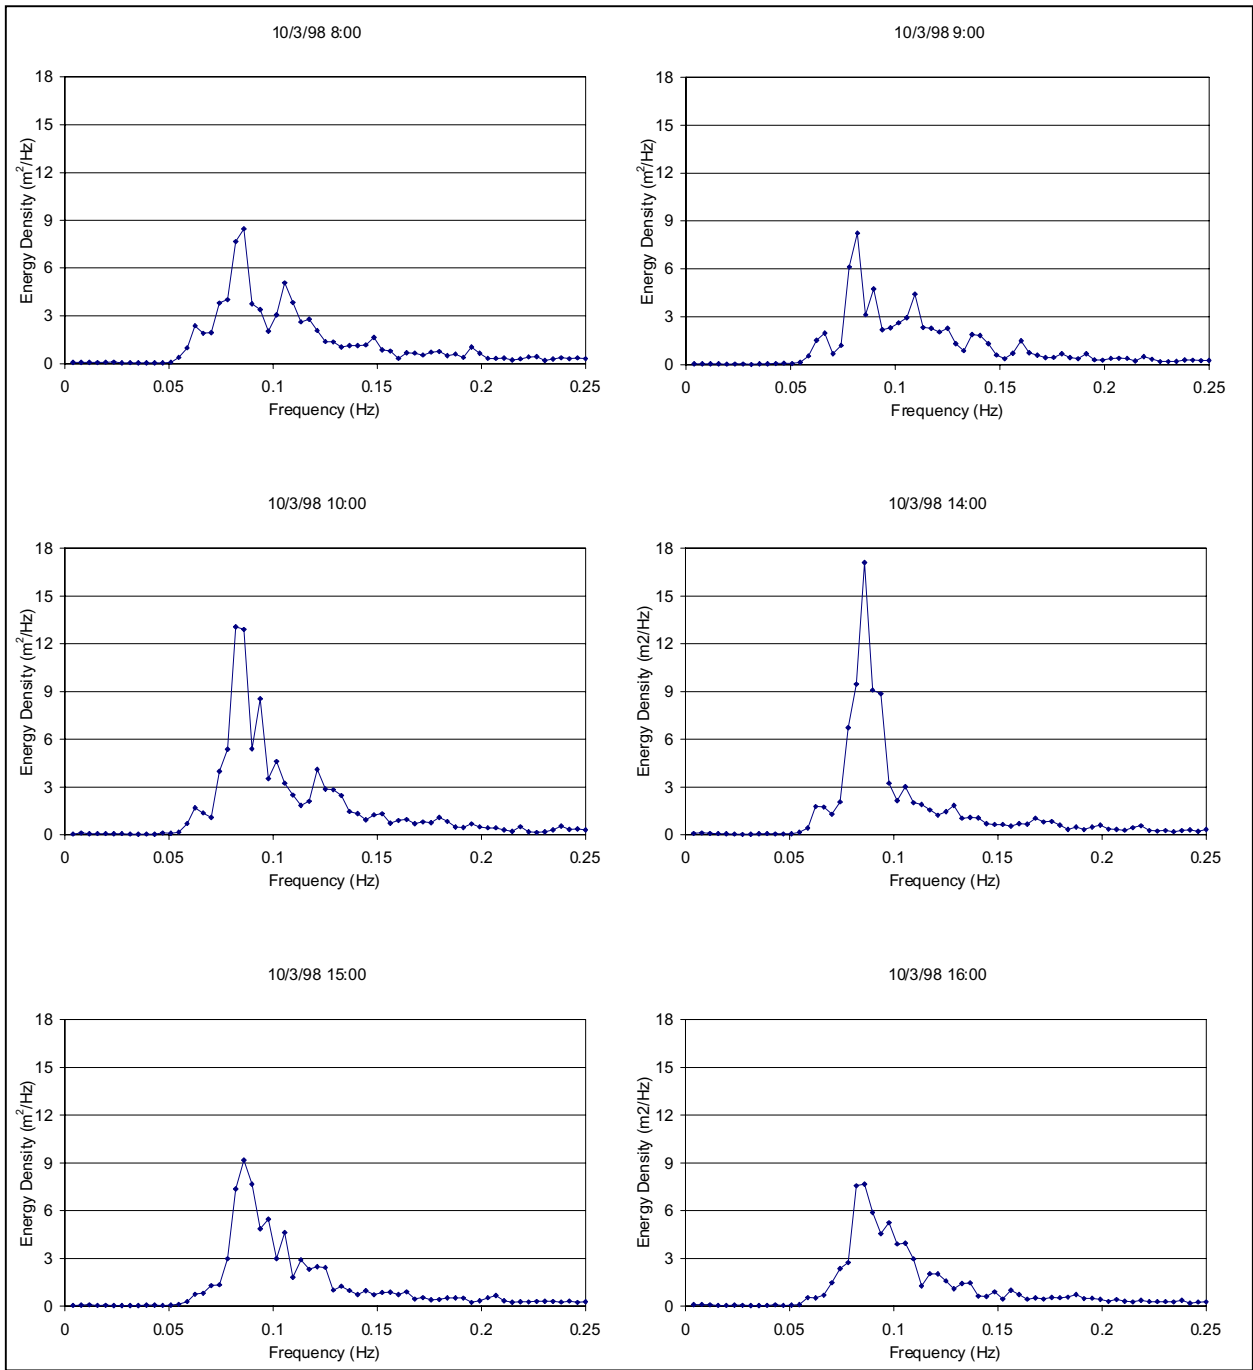 10/3/98 8:00
18
15
12
9
6
3
0
0 0.05 0.1 0.15 0.2 0.25
Frequency (Hz)
Energy Density (m²/Hz)
10/3/98 9:00
18
15
12
9
6
3
0
0 0.05 0.1 0.15 0.2 0.25
Frequency (Hz)
Energy Density (m²/Hz)
10/3/98 10:00
18
15
12
9
6
3
0
0 0.05 0.1 0.15 0.2 0.25
Frequency (Hz)
Energy Density (m²/Hz)
10/3/98 14:00
18
15
12
9
6
3
0
0 0.05 0.1 0.15 0.2 0.25
Frequency (Hz)
Energy Density (m2/Hz)
10/3/98 15:00
18
15
12
9
6
3
0
0 0.05 0.1 0.15 0.2 0.25
Frequency (Hz)
Energy Density (m²/Hz)
10/3/98 16:00
18
15
12
9
6
3
0
0 0.05 0.1 0.15 0.2 0.25
Frequency (Hz)
Energy Density (m2/Hz)